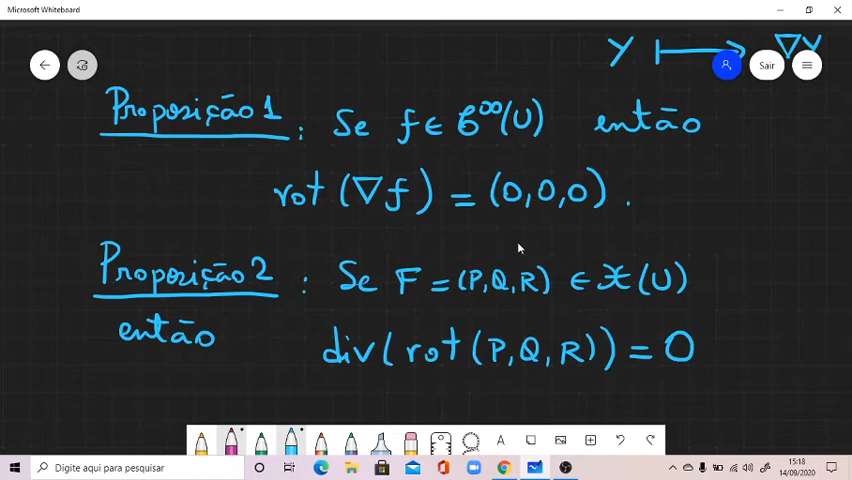 Microsoft Whiteboard
Y ⟼ ∇Y
Sair
Proposição 1 : Se f ∈ C^∞(U) então
rot (∇f) = (0,0,0).
Proposição 2 : Se F = (P,Q,R) ∈ 𝔛(U)
então div(rot(P,Q,R)) = 0
A
Digite aqui para pesquisar
15:18
14/09/2020